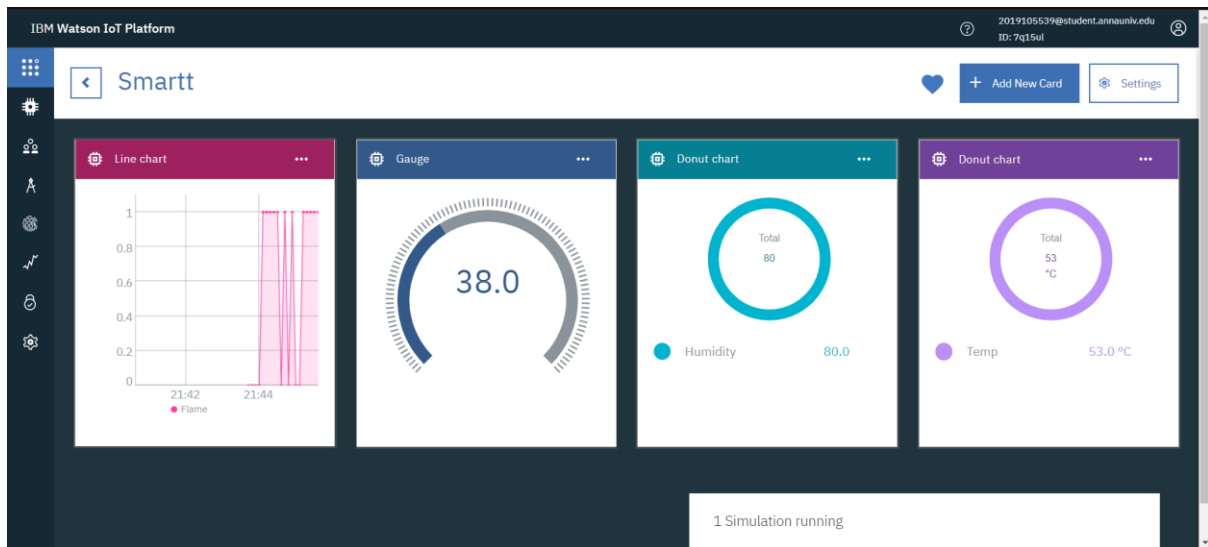 IBM Watson IoT Platform
2019105539@student.annauniv.edu
ID: 7q15ul
Smartt
+ Add New Card
Settings
Line chart
1
0.8
0.6
0.4
0.2
0
21:42 21:44
Flame
Gauge
38.0
Donut chart
Total
80
Humidity 80.0
Donut chart
Total
53
°C
Temp 53.0 °C
1 Simulation running